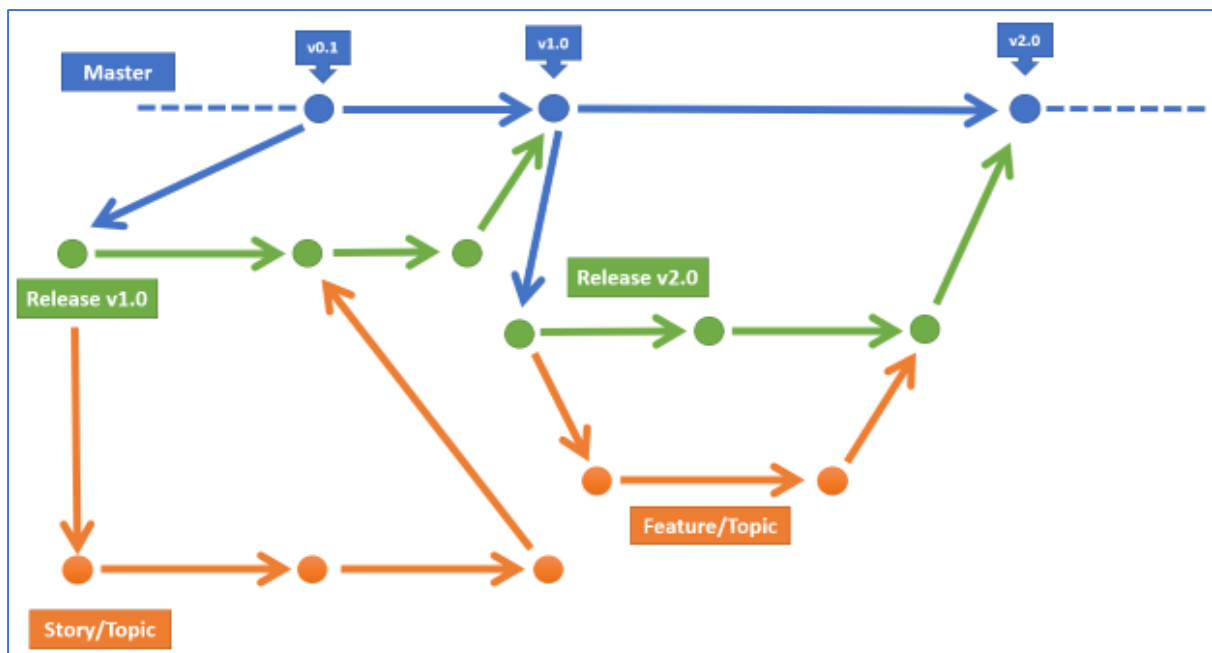 v0.1
v1.0
v2.0
Master
Release v1.0
Release v2.0
Feature/Topic
Story/Topic